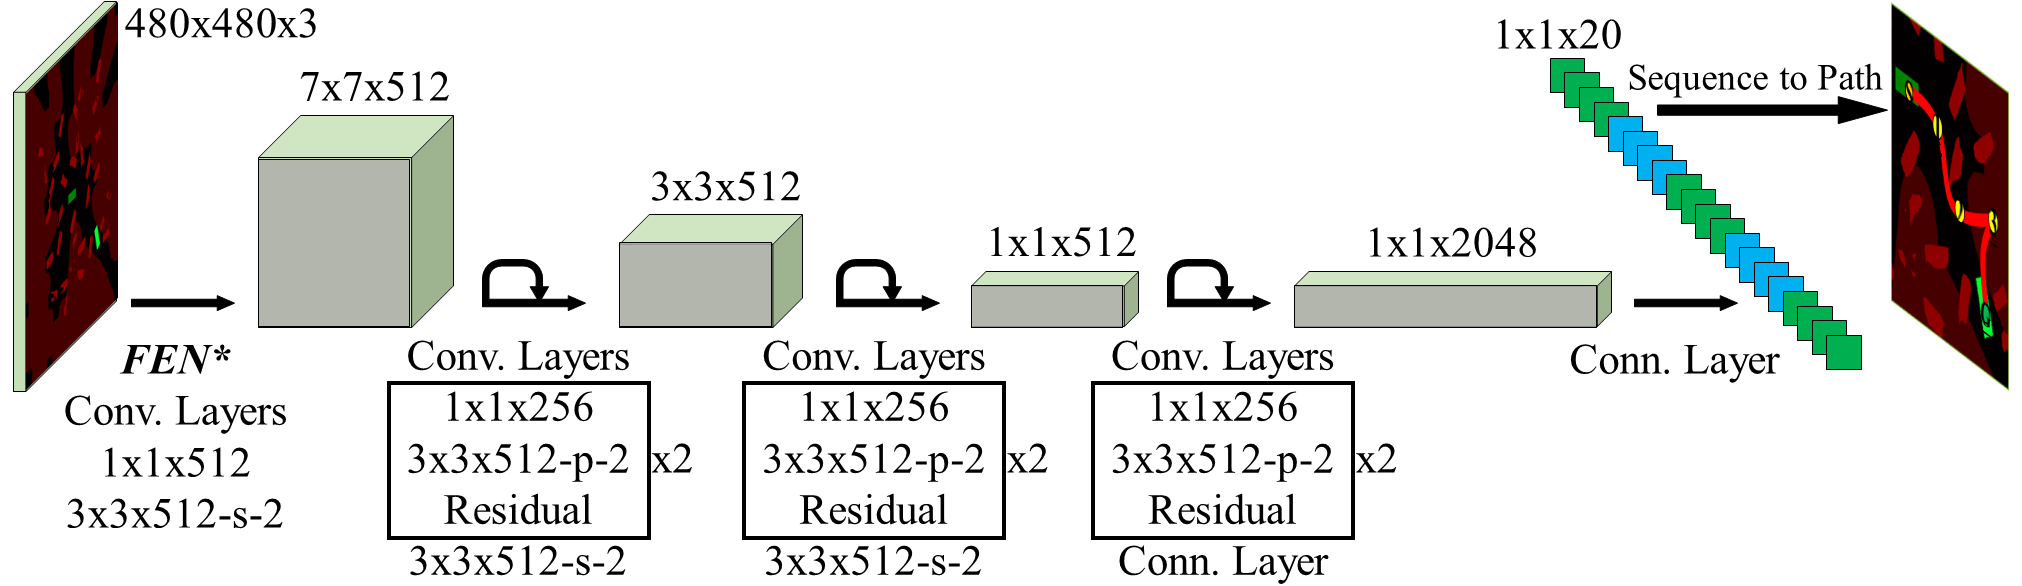 480x480x3
7x7x512
3x3x512
1x1x512
1x1x2048
1x1x20
Sequence to Path
FEN*
Conv. Layers
1x1x512
3x3x512-s-2
Conv. Layers
1x1x256
3x3x512-p-2 x2
Residual
3x3x512-s-2
Conv. Layers
1x1x256
3x3x512-p-2 x2
Residual
3x3x512-s-2
Conv. Layers
1x1x256
3x3x512-p-2 x2
Residual
Conn. Layer
Conn. Layer